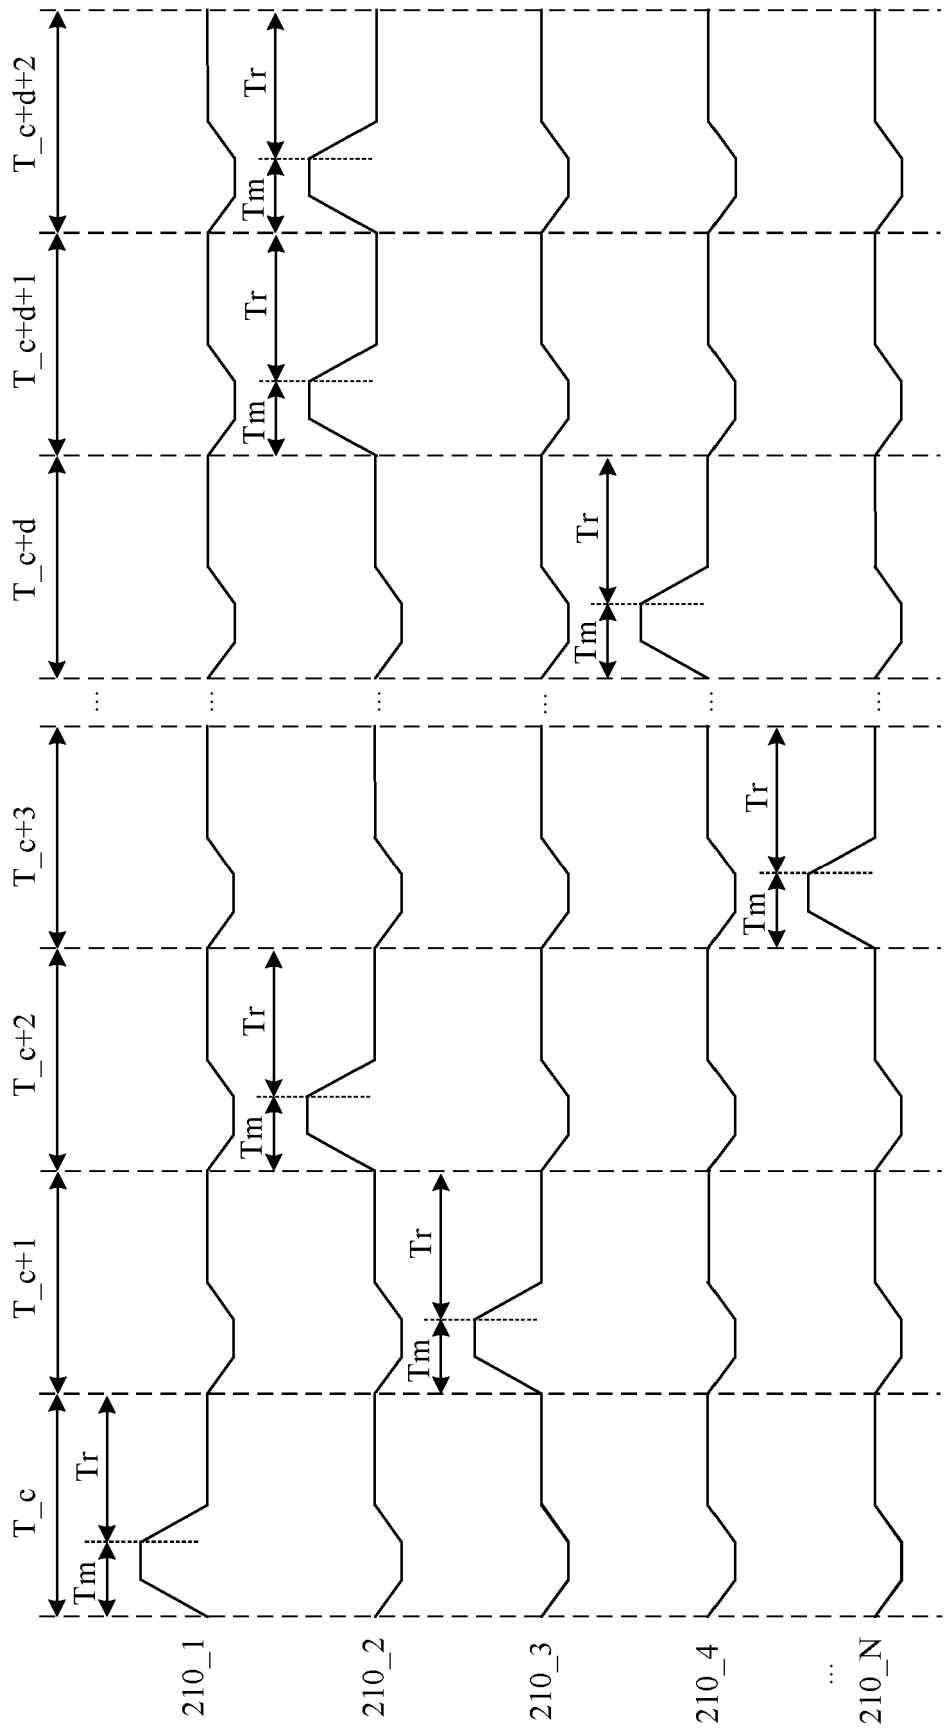 T_c
T_c+1
T_c+2
T_c+3
...
T_c+d
T_c+d+1
T_c+d+2
Tm
Tr
210_1
...
Tm
Tr
Tm
Tr
Tm
Tr
210_2
...
Tm
Tr
210_3
...
Tm
Tr
210_4
...
...
Tm
Tr
210_N
...